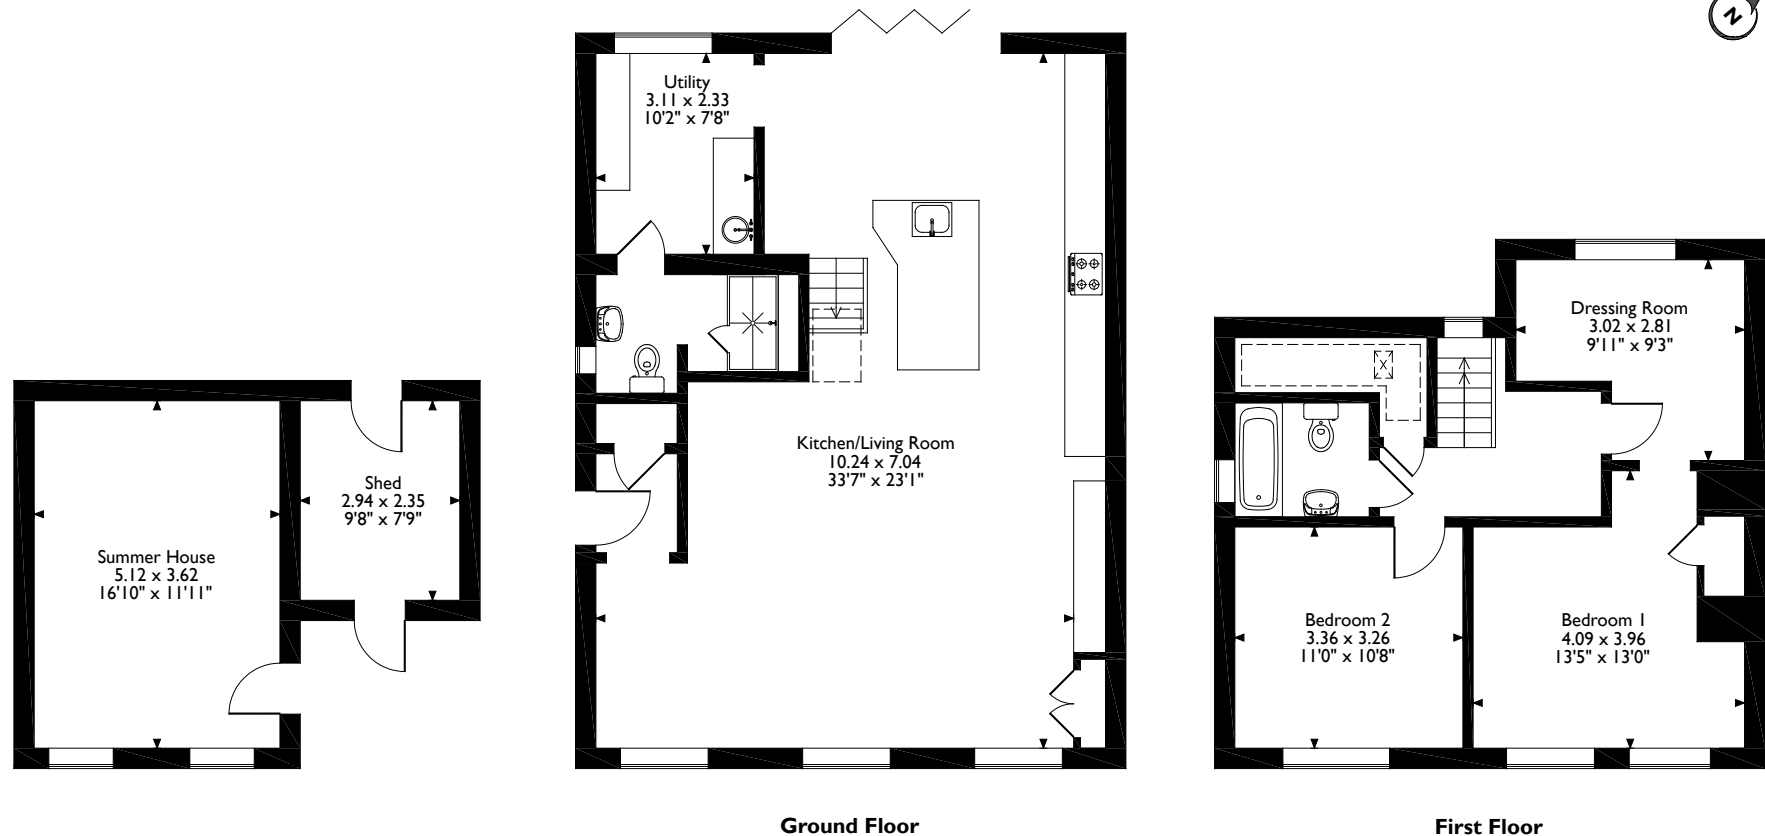 N
Utility
3.11 x 2.33
10'2" x 7'8"
Dressing Room
3.02 x 2.81
9'11" x 9'3"
X
Kitchen/Living Room
10.24 x 7.04
33'7" x 23'1"
Shed
2.94 x 2.35
9'8" x 7'9"
Summer House
5.12 x 3.62
16'10" x 11'11"
Bedroom 2
3.36 x 3.26
11'0" x 10'8"
Bedroom 1
4.09 x 3.96
13'5" x 13'0"
Ground Floor
First Floor